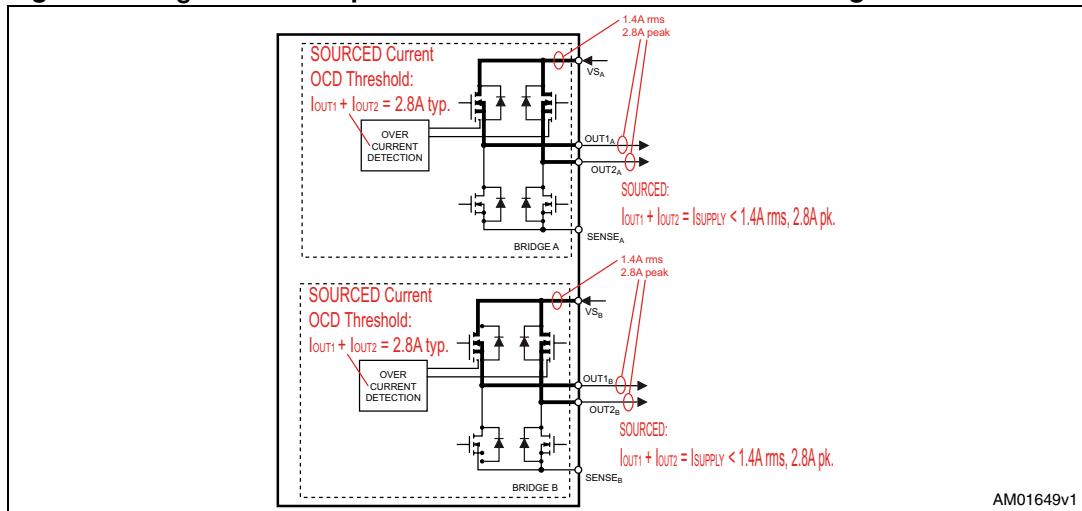 1.4A rms
2.8A peak
SOURCED Current
OCD Threshold:
IOUT1 + IOUT2 = 2.8A typ.
VSA
OVER
CURRENT
DETECTION
OUT1A
OUT2A
SOURCED:
IOUT1 + IOUT2 = ISUPPLY < 1.4A rms, 2.8A pk.
SENSEA
BRIDGE A
1.4A rms
2.8A peak
SOURCED Current
OCD Threshold:
IOUT1 + IOUT2 = 2.8A typ.
VSB
OVER
CURRENT
DETECTION
OUT1B
OUT2B
SOURCED:
IOUT1 + IOUT2 = ISUPPLY < 1.4A rms, 2.8A pk.
SENSEB
BRIDGE B
AM01649v1